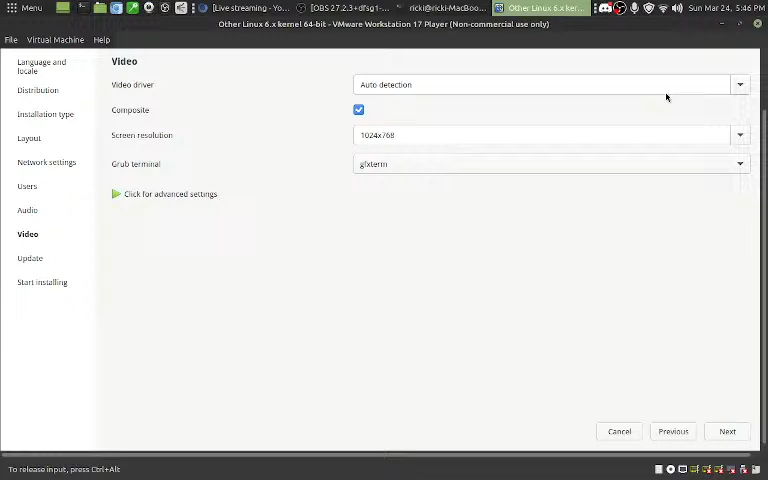 Menu
[Live streaming - Yo...
[OBS 27.2.3+dfsg1-...
ricki@ricki-MacBoo...
Other Linux 6.x ker...
Sun Mar 24, 5:46 PM
Other Linux 6.x kernel 64-bit - VMware Workstation 17 Player (Non-commercial use only)
File Virtual Machine Help
Language and
locale
Distribution
Installation type
Layout
Network settings
Users
Audio
Video
Update
Start installing
Video
Video driver Auto detection
Composite
Screen resolution 1024x768
Grub terminal gfxterm
Click for advanced settings
Cancel Previous Next
To release input, press Ctrl+Alt